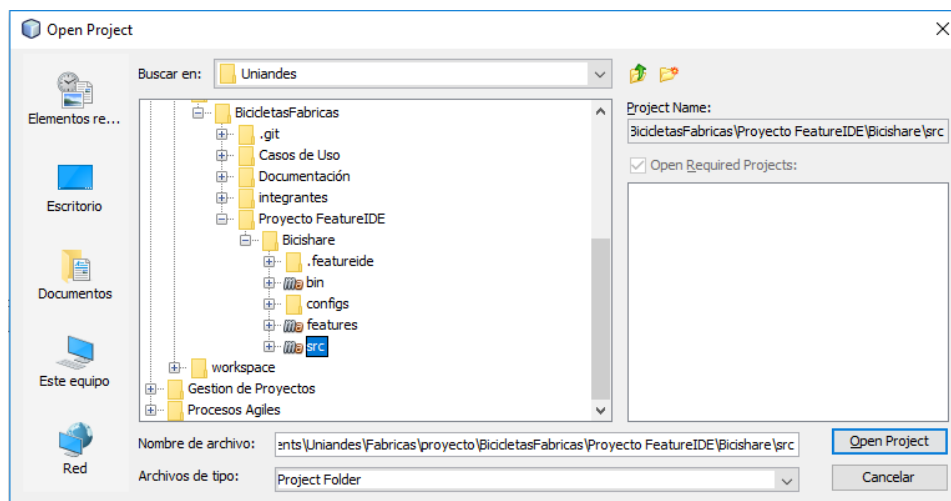 Open Project
Buscar en: Uniandes
BicicletasFabricas
.git
Casos de Uso
Documentación
integrantes
Proyecto FeatureIDE
Bicishare
.featureide
bin
configs
features
src
workspace
Gestion de Proyectos
Procesos Agiles
Elementos re...
Escritorio
Documentos
Este equipo
Red
Project Name:
BicicletasFabricas\Proyecto FeatureIDE\Bicishare\src
Open Required Projects:
Nombre de archivo: ents\Uniandes\Fabricas\proyecto\BicicletasFabricas\Proyecto FeatureIDE\Bicishare\src
Open Project
Archivos de tipo: Project Folder
Cancelar